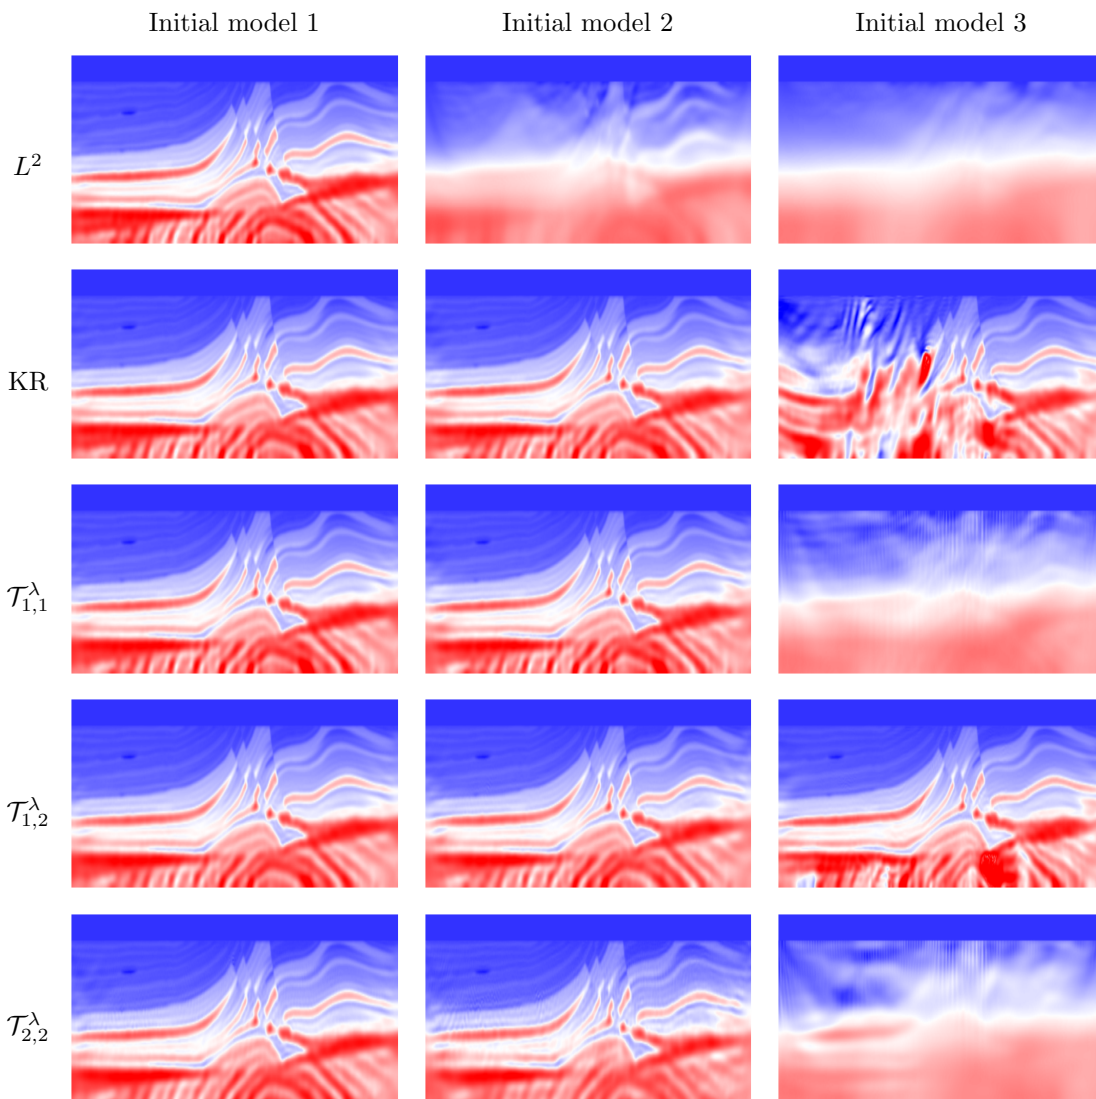 Initial model 1 Initial model 2 Initial model 3
L²
KR
𝒯^λ_{1,1}
𝒯^λ_{1,2}
𝒯^λ_{2,2}